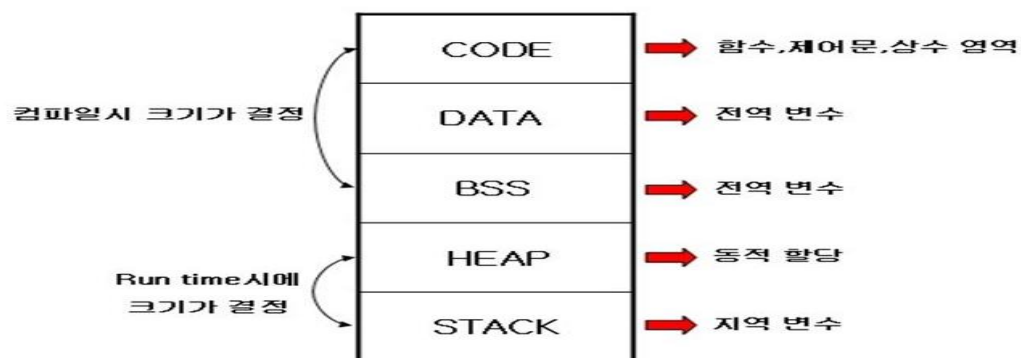 CODE
함수,제어문,상수 영역
컴파일시 크기가 결정
DATA
전역 변수
BSS
전역 변수
HEAP
동적 할당
Run time시에
크기가 결정
STACK
지역 변수